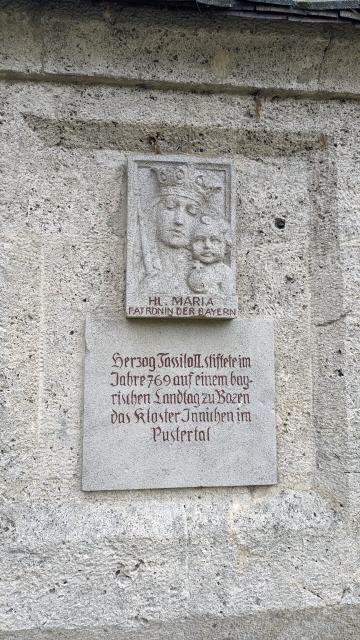 HL. MARIA
PATRONIN DER BAYERN
Herzog Tassilo II. stiftete im
Jahre 769 auf einem bay-
rischen Landtag zu Bozen
das Kloster Innichen im
Pustertal